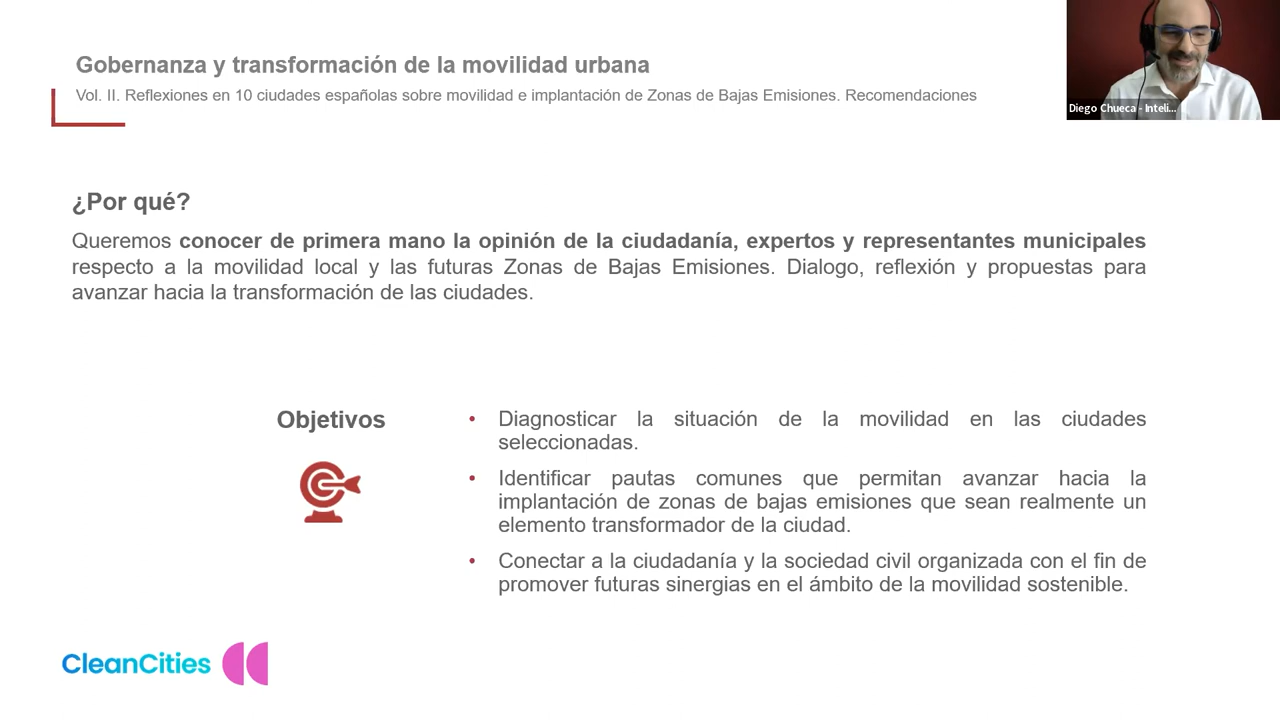 Gobernanza y transformación de la movilidad urbana
Vol. II. Reflexiones en 10 ciudades españolas sobre movilidad e implantación de Zonas de Bajas Emisiones. Recomendaciones
Diego Chueca - Inteli...
¿Por qué?
Queremos conocer de primera mano la opinión de la ciudadanía, expertos y representantes municipales
respecto a la movilidad local y las futuras Zonas de Bajas Emisiones. Dialogo, reflexión y propuestas para
avanzar hacia la transformación de las ciudades.
Objetivos
• Diagnosticar la situación de la movilidad en las ciudades
seleccionadas.
• Identificar pautas comunes que permitan avanzar hacia la
implantación de zonas de bajas emisiones que sean realmente un
elemento transformador de la ciudad.
• Conectar a la ciudadanía y la sociedad civil organizada con el fin de
promover futuras sinergias en el ámbito de la movilidad sostenible.
CleanCities